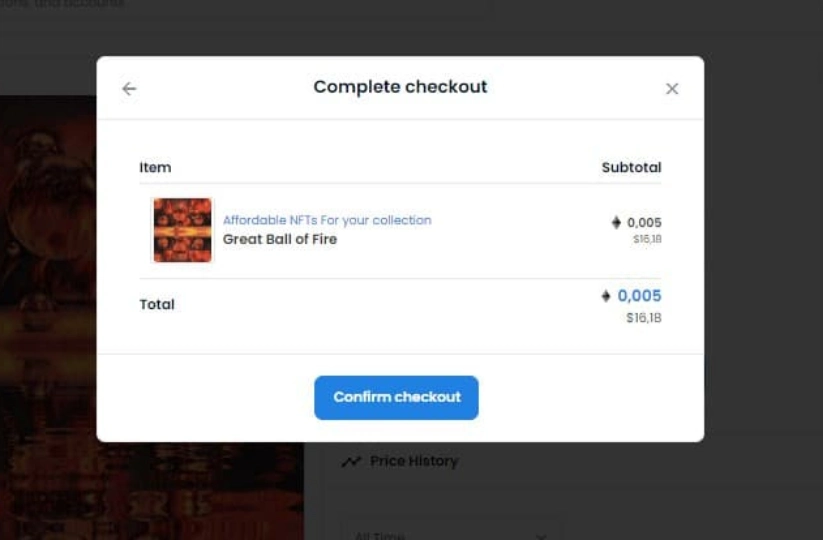 and accounts
Complete checkout
Item
Subtotal
Affordable NFTs For your collection
Great Ball of Fire
0,005
$16,18
Total
0,005
$16,18
Confirm checkout
Price History
All Time